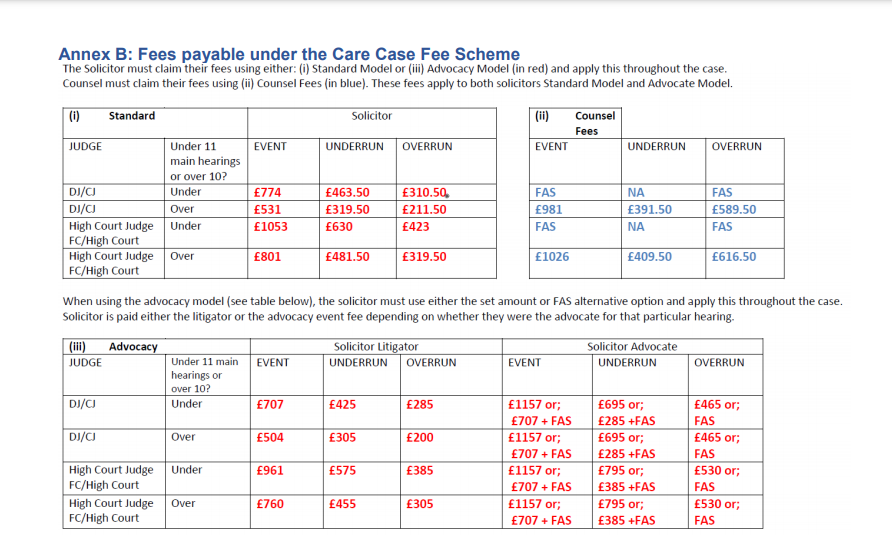 Annex B: Fees payable under the Care Case Fee Scheme
The Solicitor must claim their fees using either: (i) Standard Model or (iii) Advocacy Model (in red) and apply this throughout the case.
Counsel must claim their fees using (ii) Counsel Fees (in blue). These fees apply to both solicitors Standard Model and Advocate Model.
(i) Standard Solicitor
JUDGE Under 11 main hearings or over 10? EVENT UNDERRUN OVERRUN
DJ/CJ Under £774 £463.50 £310.50
DJ/CJ Over £531 £319.50 £211.50
High Court Judge Under £1053 £630 £423
FC/High Court
High Court Judge Over £801 £481.50 £319.50
FC/High Court
(ii) Counsel Fees
EVENT UNDERRUN OVERRUN
FAS NA FAS
£981 £391.50 £589.50
FAS NA FAS
£1026 £409.50 £616.50
When using the advocacy model (see table below), the solicitor must use either the set amount or FAS alternative option and apply this throughout the case.
Solicitor is paid either the litigator or the advocacy event fee depending on whether they were the advocate for that particular hearing.
(iii) Advocacy Solicitor Litigator Solicitor Advocate
JUDGE Under 11 main hearings or over 10? EVENT UNDERRUN OVERRUN EVENT UNDERRUN OVERRUN
DJ/CJ Under £707 £425 £285 £1157 or; £695 or; £465 or;
£707 + FAS £285 +FAS FAS
DJ/CJ Over £504 £305 £200 £1157 or; £695 or; £465 or;
£707 + FAS £285 +FAS FAS
High Court Judge Under £961 £575 £385 £1157 or; £795 or; £530 or;
FC/High Court £707 + FAS £385 +FAS FAS
High Court Judge Over £760 £455 £305 £1157 or; £795 or; £530 or;
FC/High Court £707 + FAS £385 +FAS FAS